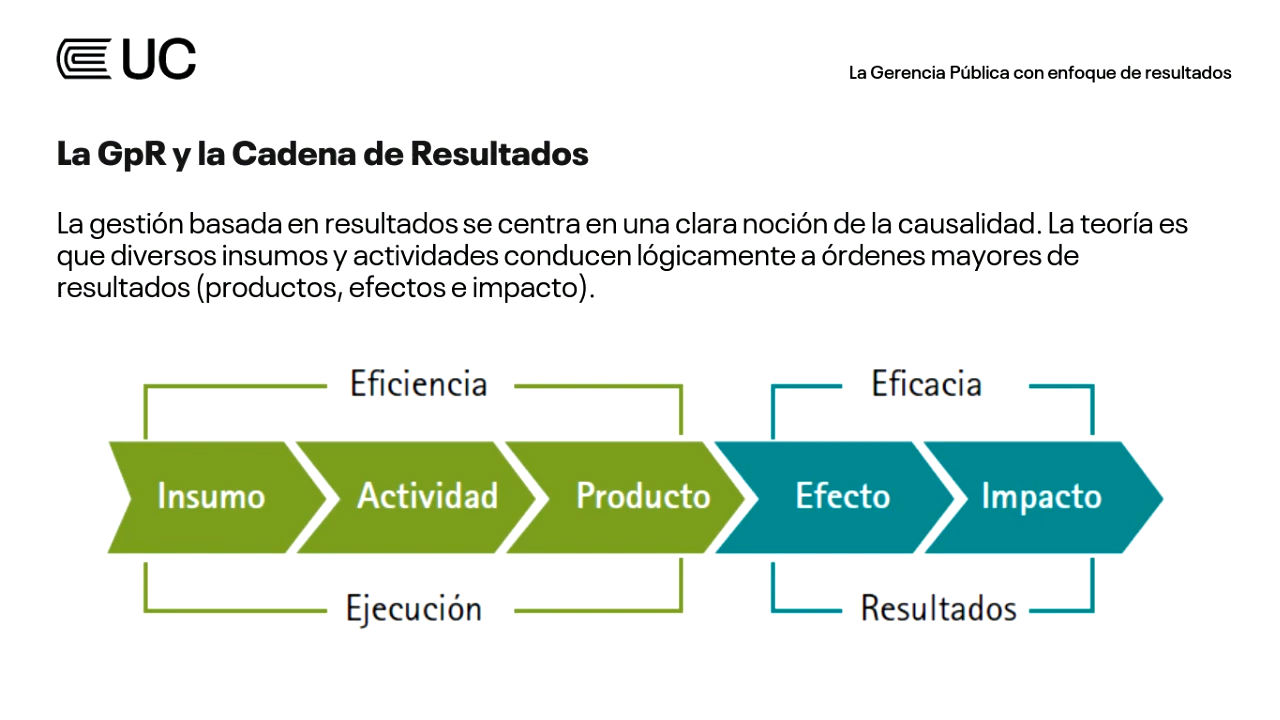 UC
La Gerencia Pública con enfoque de resultados
La GpR y la Cadena de Resultados
La gestión basada en resultados se centra en una clara noción de la causalidad. La teoría es
que diversos insumos y actividades conducen lógicamente a órdenes mayores de
resultados (productos, efectos e impacto).
Eficiencia
Eficacia
Insumo
Actividad
Producto
Efecto
Impacto
Ejecución
Resultados